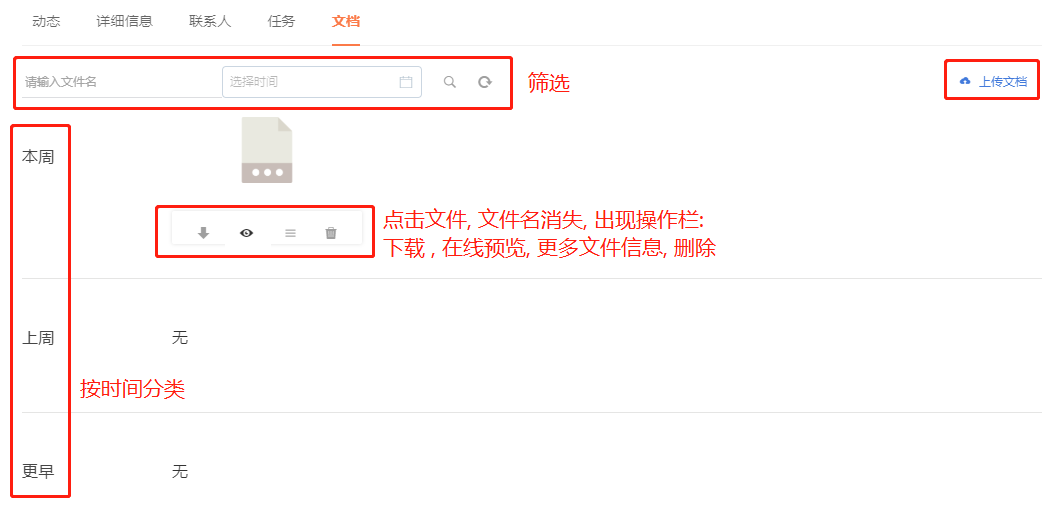 动态 详细信息 联系人 任务 文档
请输入文件名 选择时间 筛选 上传文档
本周
点击文件, 文件名消失, 出现操作栏:
下载 , 在线预览, 更多文件信息, 删除
上周 无
按时间分类
更早 无